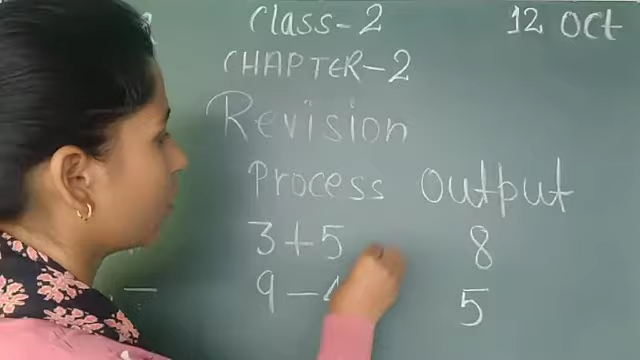 Class-2 12 Oct
CHAPTER-2
Revision
Process Output
3+5 8
9-4 5